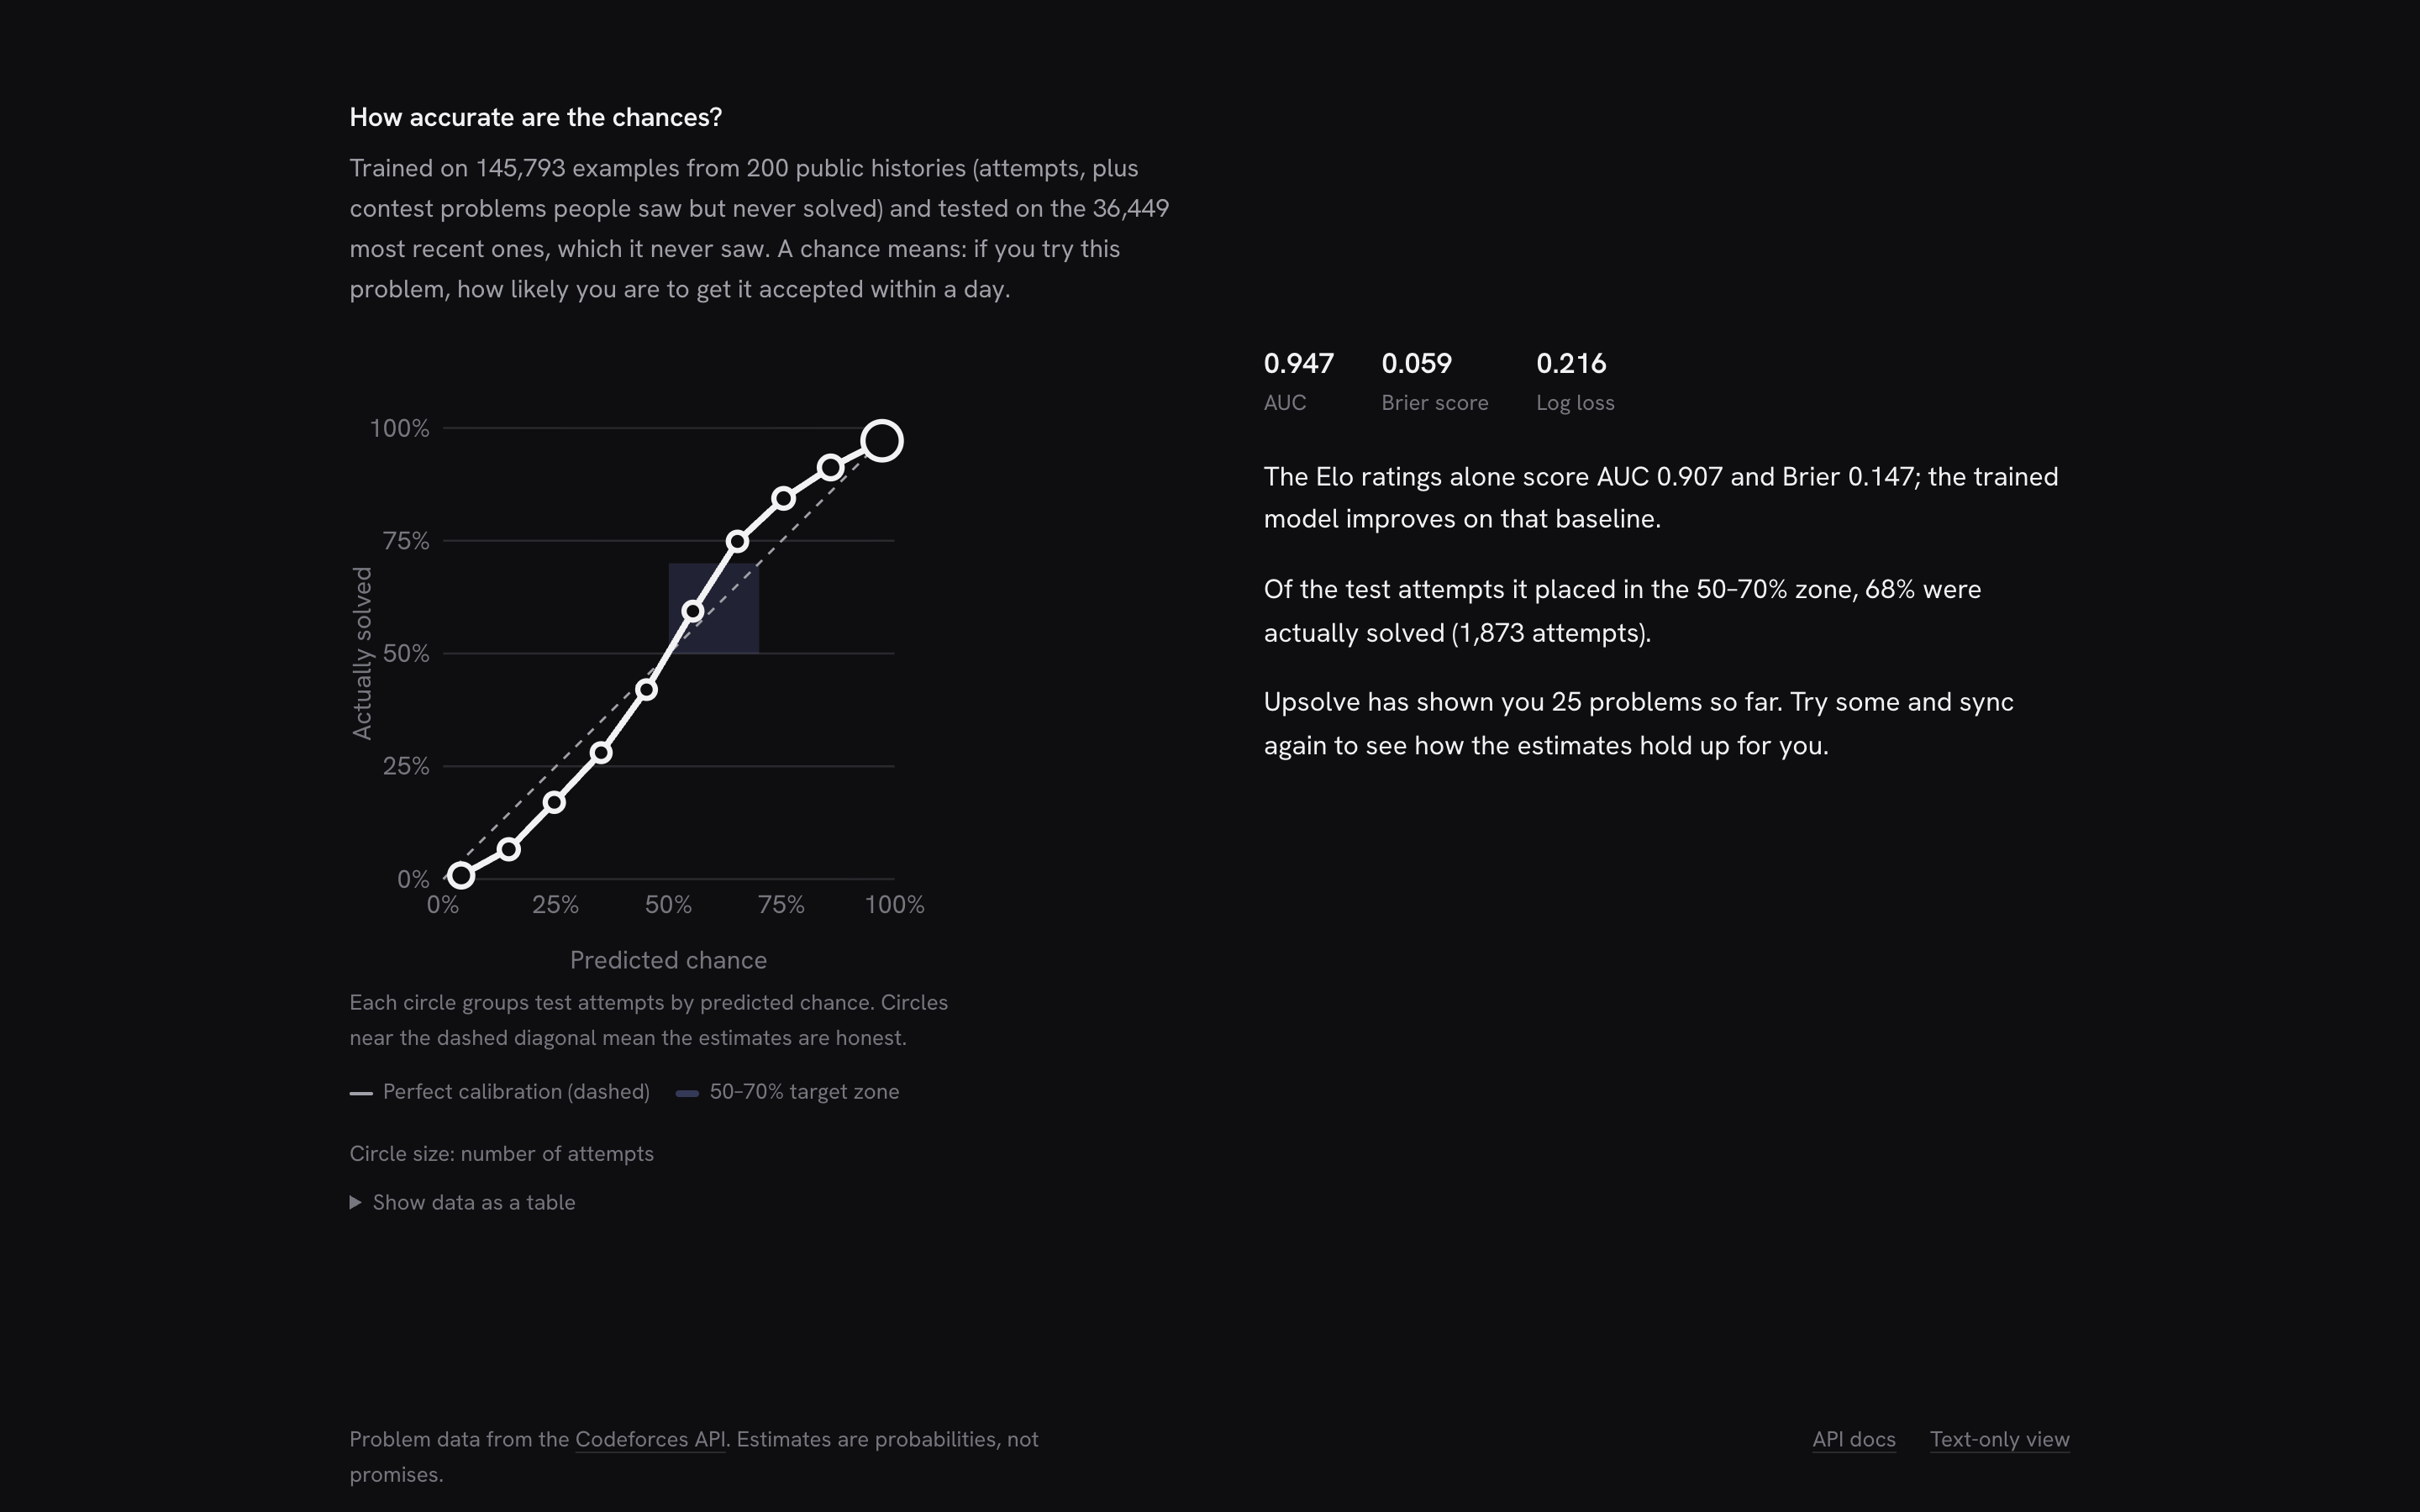 How accurate are the chances?
Trained on 145,793 examples from 200 public histories (attempts, plus
contest problems people saw but never solved) and tested on the 36,449
most recent ones, which it never saw. A chance means: if you try this
problem, how likely you are to get it accepted within a day.
100%
75%
50%
25%
0%
Actually solved
0% 25% 50% 75% 100%
Predicted chance
Each circle groups test attempts by predicted chance. Circles
near the dashed diagonal mean the estimates are honest.
Perfect calibration (dashed) 50–70% target zone
Circle size: number of attempts
Show data as a table
0.947 0.059 0.216
AUC Brier score Log loss
The Elo ratings alone score AUC 0.907 and Brier 0.147; the trained
model improves on that baseline.
Of the test attempts it placed in the 50–70% zone, 68% were
actually solved (1,873 attempts).
Upsolve has shown you 25 problems so far. Try some and sync
again to see how the estimates hold up for you.
Problem data from the Codeforces API. Estimates are probabilities, not
promises.
API docs Text-only view